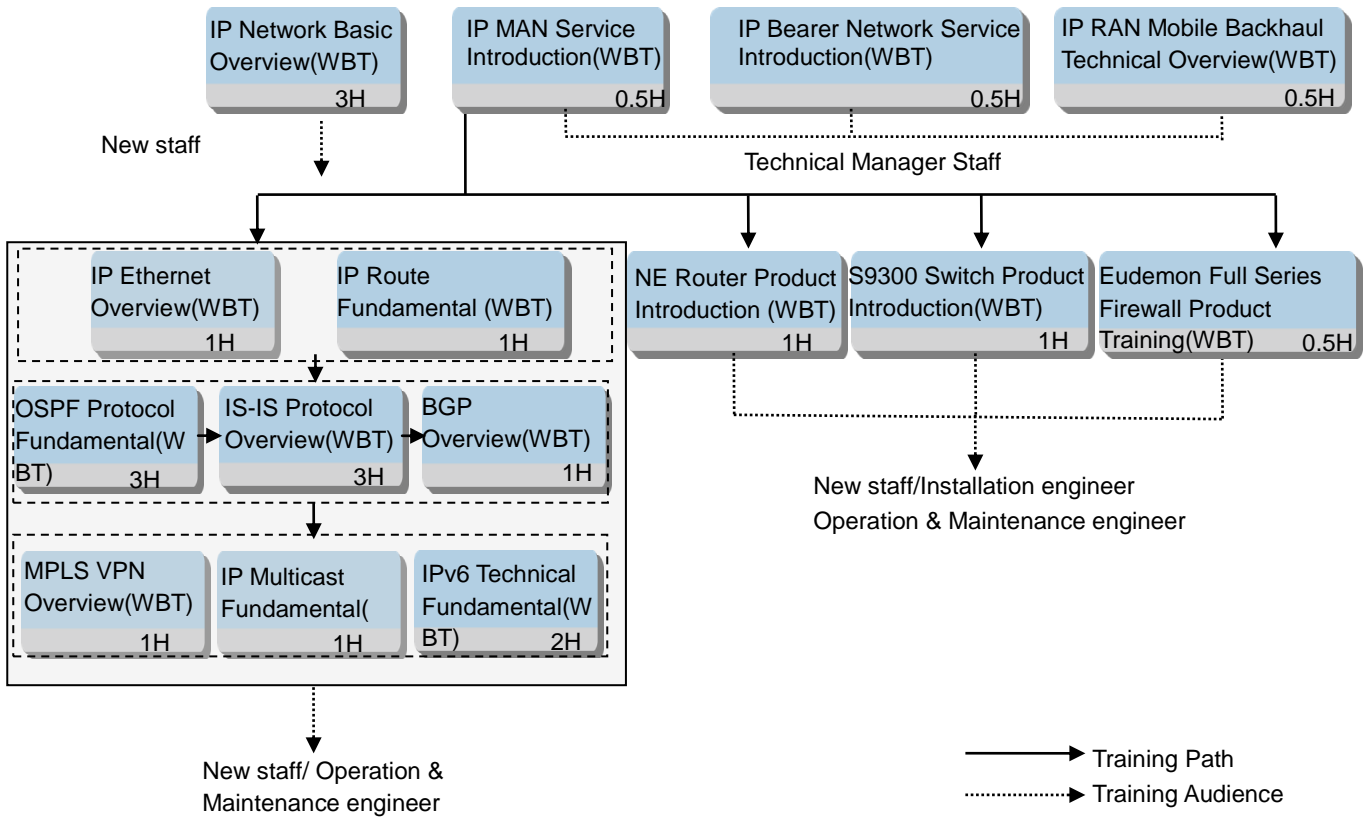 IP Network Basic
Overview(WBT)
3H
IP MAN Service
Introduction(WBT)
0.5H
IP Bearer Network Service
Introduction(WBT)
0.5H
IP RAN Mobile Backhaul
Technical Overview(WBT)
0.5H
New staff
Technical Manager Staff
IP Ethernet
Overview(WBT)
1H
IP Route
Fundamental (WBT)
1H
NE Router Product
Introduction (WBT)
1H
S9300 Switch Product
Introduction(WBT)
1H
Eudemon Full Series
Firewall Product
Training(WBT)
0.5H
OSPF Protocol
Fundamental(W
BT)
3H
IS-IS Protocol
Overview(WBT)
3H
BGP
Overview(WBT)
1H
New staff/Installation engineer
Operation & Maintenance engineer
MPLS VPN
Overview(WBT)
1H
IP Multicast
Fundamental(
1H
IPv6 Technical
Fundamental(W
BT)
2H
New staff/ Operation &
Maintenance engineer
Training Path
Training Audience